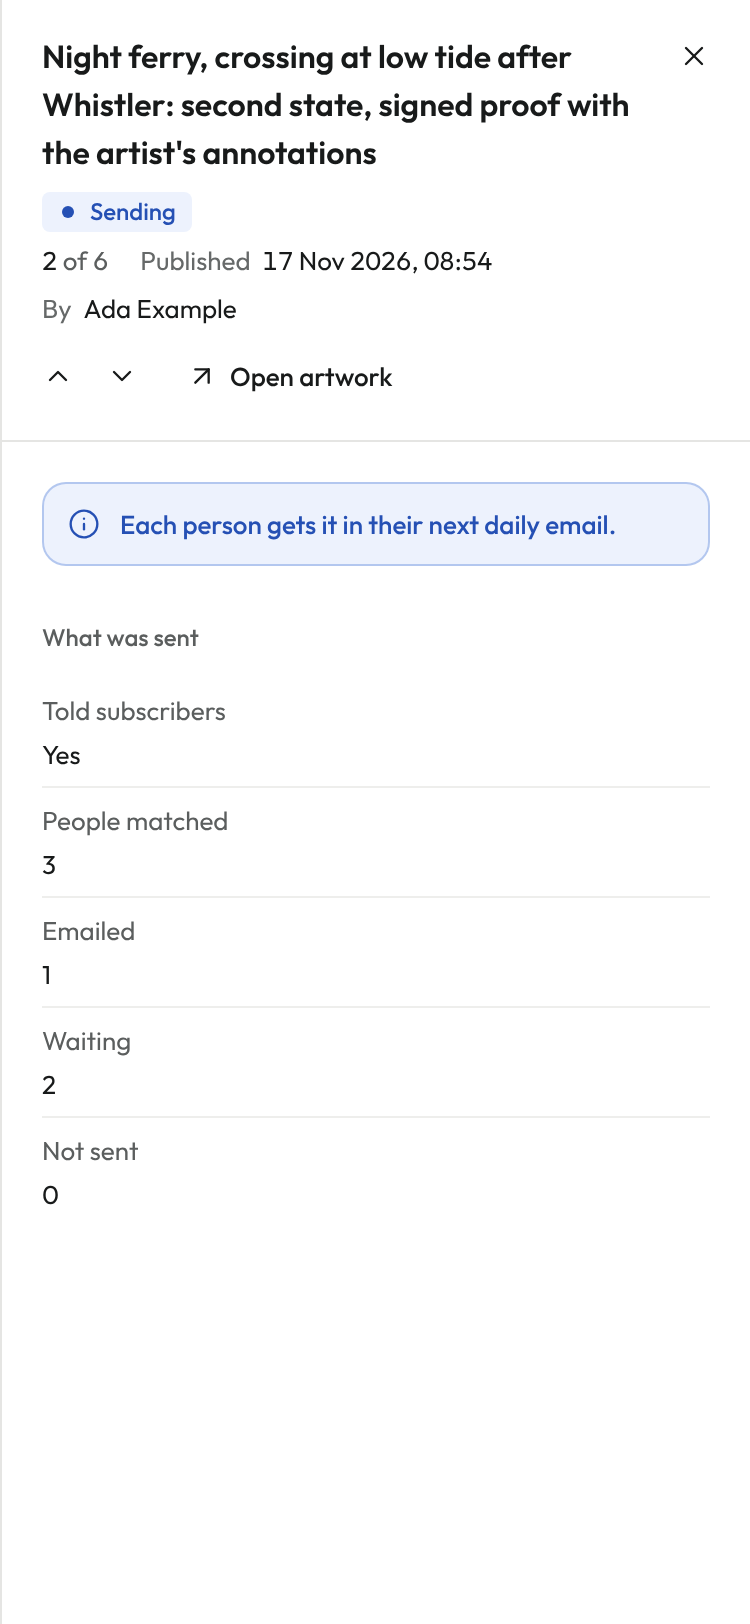 Night ferry, crossing at low tide after
Whistler: second state, signed proof with
the artist's annotations
Sending
2 of 6 Published 17 Nov 2026, 08:54
By Ada Example
Open artwork
Each person gets it in their next daily email.
What was sent
Told subscribers
Yes
People matched
3
Emailed
1
Waiting
2
Not sent
0